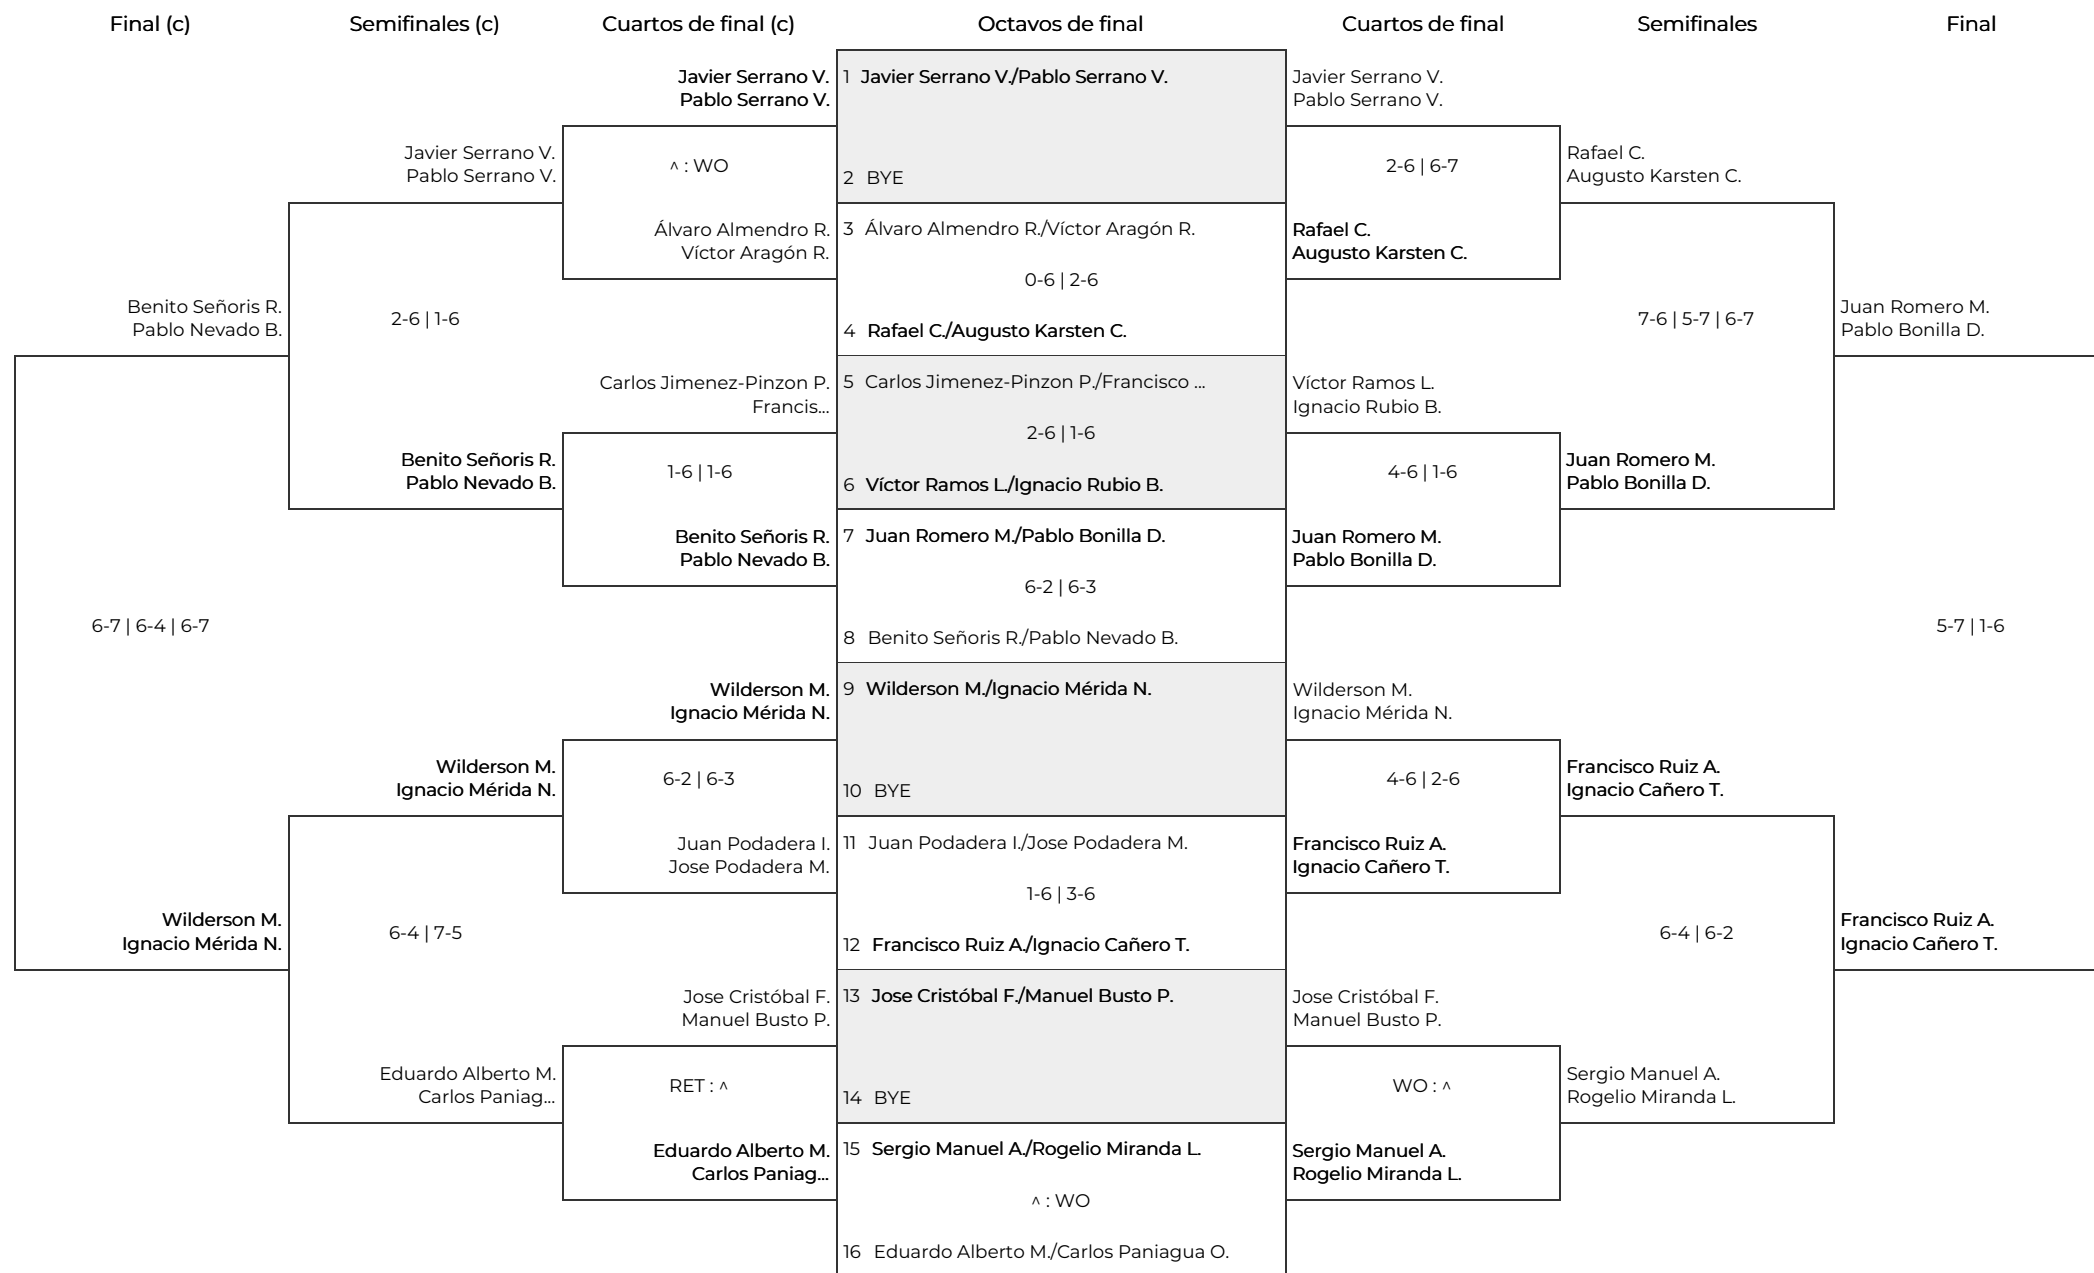 Final (c)
Semifinales (c)
Cuartos de final (c)
Octavos de final
Cuartos de final
Semifinales
Final
Benito Señoris R.
Pablo Nevado B.
6-7 | 6-4 | 6-7
Wilderson M.
Ignacio Mérida N.
Javier Serrano V.
Pablo Serrano V.
2-6 | 1-6
Benito Señoris R.
Pablo Nevado B.
Wilderson M.
Ignacio Mérida N.
6-4 | 7-5
Eduardo Alberto M.
Carlos Paniag...
Javier Serrano V.
Pablo Serrano V.
^ : WO
Álvaro Almendro R.
Víctor Aragón R.
Carlos Jimenez-Pinzon P.
Francis...
1-6 | 1-6
Benito Señoris R.
Pablo Nevado B.
Wilderson M.
Ignacio Mérida N.
6-2 | 6-3
Juan Podadera I.
Jose Podadera M.
Jose Cristóbal F.
Manuel Busto P.
RET : ^
Eduardo Alberto M.
Carlos Paniag...
1 Javier Serrano V./Pablo Serrano V.
2 BYE
3 Álvaro Almendro R./Víctor Aragón R.
0-6 | 2-6
4 Rafael C./Augusto Karsten C.
5 Carlos Jimenez-Pinzon P./Francisco ...
2-6 | 1-6
6 Víctor Ramos L./Ignacio Rubio B.
7 Juan Romero M./Pablo Bonilla D.
6-2 | 6-3
8 Benito Señoris R./Pablo Nevado B.
9 Wilderson M./Ignacio Mérida N.
10 BYE
11 Juan Podadera I./Jose Podadera M.
1-6 | 3-6
12 Francisco Ruiz A./Ignacio Cañero T.
13 Jose Cristóbal F./Manuel Busto P.
14 BYE
15 Sergio Manuel A./Rogelio Miranda L.
^ : WO
16 Eduardo Alberto M./Carlos Paniagua O.
Javier Serrano V.
Pablo Serrano V.
2-6 | 6-7
Rafael C.
Augusto Karsten C.
Víctor Ramos L.
Ignacio Rubio B.
4-6 | 1-6
Juan Romero M.
Pablo Bonilla D.
Wilderson M.
Ignacio Mérida N.
4-6 | 2-6
Francisco Ruiz A.
Ignacio Cañero T.
Jose Cristóbal F.
Manuel Busto P.
WO : ^
Sergio Manuel A.
Rogelio Miranda L.
Rafael C.
Augusto Karsten C.
7-6 | 5-7 | 6-7
Juan Romero M.
Pablo Bonilla D.
Francisco Ruiz A.
Ignacio Cañero T.
6-4 | 6-2
Sergio Manuel A.
Rogelio Miranda L.
Juan Romero M.
Pablo Bonilla D.
5-7 | 1-6
Francisco Ruiz A.
Ignacio Cañero T.